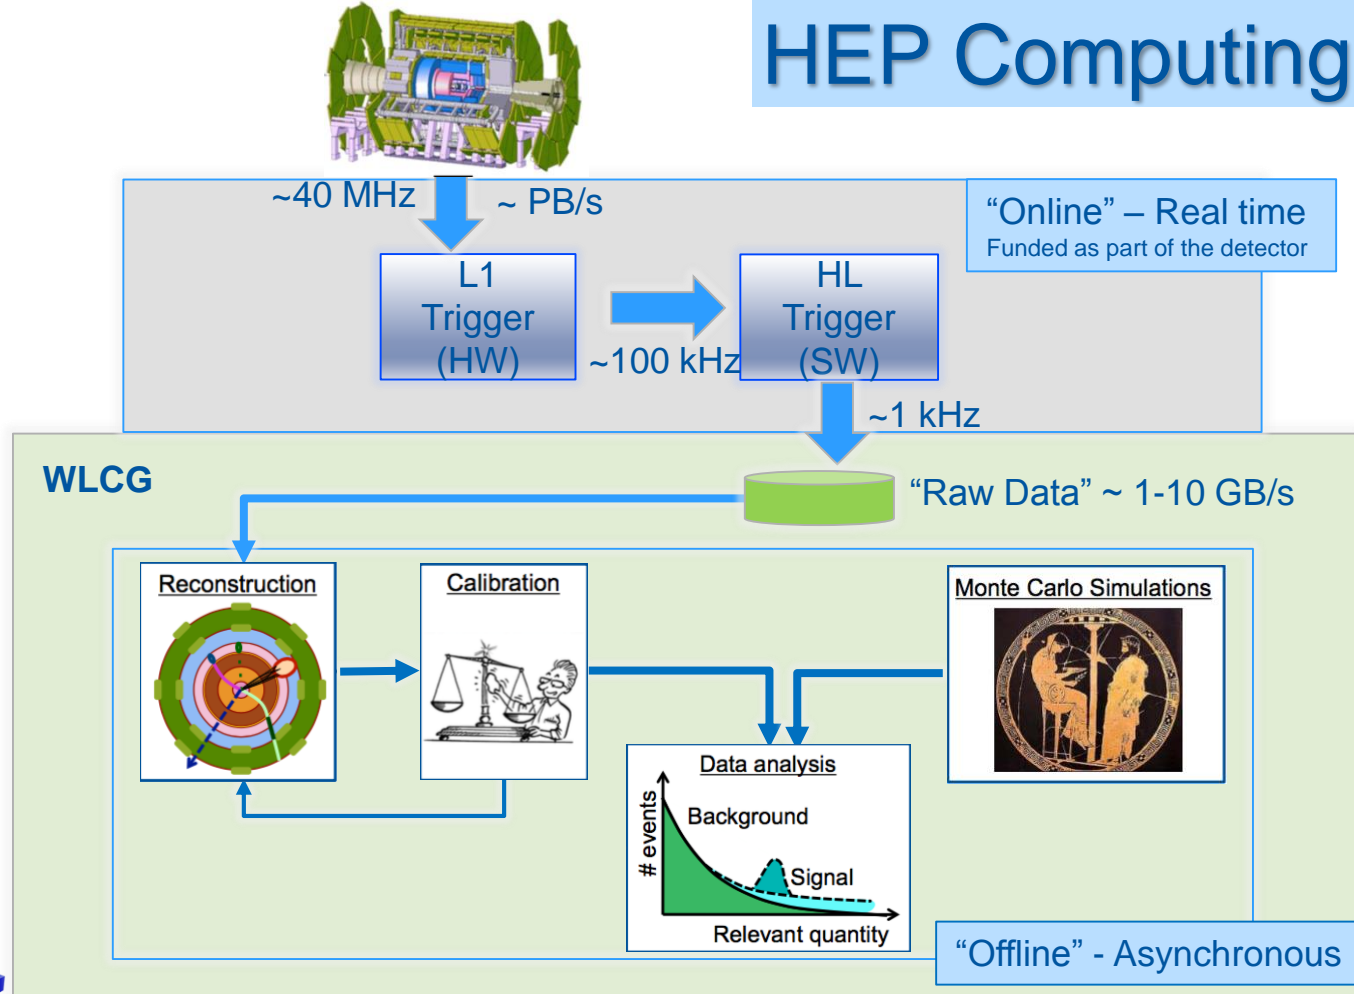 HEP Computing
~40 MHz
~ PB/s
“Online” – Real time
Funded as part of the detector
L1
Trigger
(HW)
~100 kHz
HL
Trigger
(SW)
~1 kHz
WLCG
“Raw Data” ~ 1-10 GB/s
Reconstruction
Calibration
Monte Carlo Simulations
Data analysis
# events
Background
Signal
Relevant quantity
“Offline” - Asynchronous